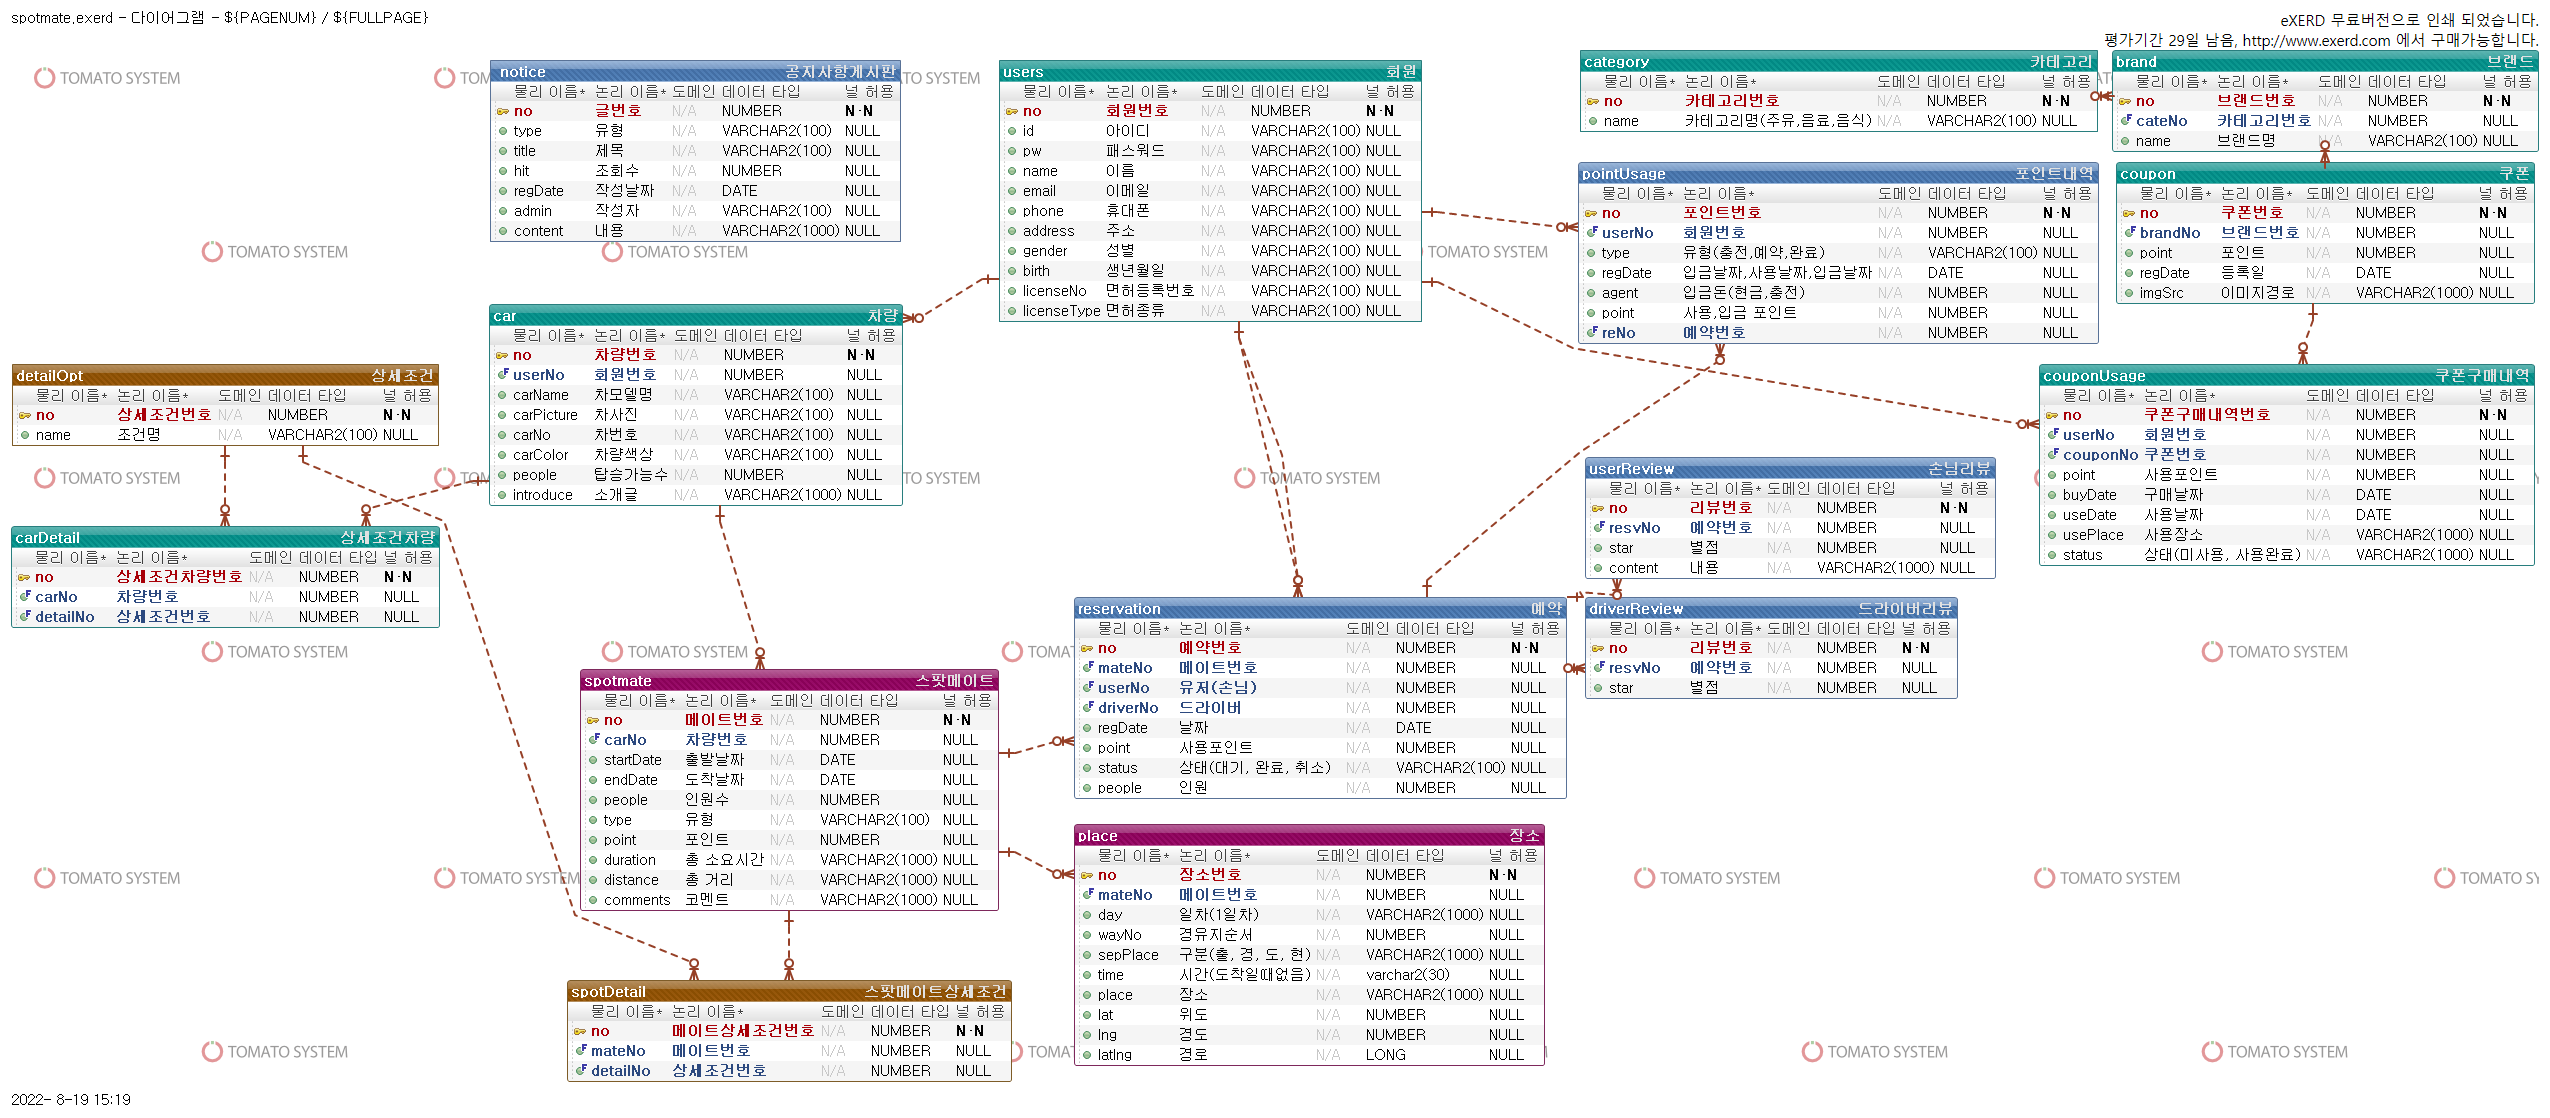 spotmate.exerd - 다이어그램 - ${PAGENUM} / ${FULLPAGE}
eXERD 무료버전으로 인쇄 되었습니다.
평가기간 29일 남음, http://www.exerd.com 에서 구매가능합니다.
notice 공지사항게시판
물리 이름* 논리 이름* 도메인 데이터 타입 널 허용
no 글번호 N/A NUMBER N·N
type 유형 N/A VARCHAR2(100) NULL
title 제목 N/A VARCHAR2(100) NULL
hit 조회수 N/A NUMBER NULL
regDate 작성날짜 N/A DATE NULL
admin 작성자 N/A VARCHAR2(100) NULL
content 내용 N/A VARCHAR2(1000) NULL
users 회원
물리 이름* 논리 이름* 도메인 데이터 타입 널 허용
no 회원번호 N/A NUMBER N·N
id 아이디 N/A VARCHAR2(100) NULL
pw 패스워드 N/A VARCHAR2(100) NULL
name 이름 N/A VARCHAR2(100) NULL
email 이메일 N/A VARCHAR2(100) NULL
phone 휴대폰 N/A VARCHAR2(100) NULL
address 주소 N/A VARCHAR2(100) NULL
gender 성별 N/A VARCHAR2(100) NULL
birth 생년월일 N/A VARCHAR2(100) NULL
licenseNo 면허등록번호 N/A VARCHAR2(100) NULL
licenseType 면허종류 N/A VARCHAR2(100) NULL
category 카테고리
물리 이름* 논리 이름* 도메인 데이터 타입 널 허용
no 카테고리번호 N/A NUMBER N·N
name 카테고리명(주유,음료,음식) N/A VARCHAR2(100) NULL
brand 브랜드
물리 이름* 논리 이름* 도메인 데이터 타입 널 허용
no 브랜드번호 N/A NUMBER N·N
cateNo 카테고리번호 N/A NUMBER NULL
name 브랜드명 N/A VARCHAR2(100) NULL
pointUsage 포인트내역
물리 이름* 논리 이름* 도메인 데이터 타입 널 허용
no 포인트번호 N/A NUMBER N·N
userNo 회원번호 N/A NUMBER NULL
type 유형(충전,예약,완료) N/A VARCHAR2(100) NULL
regDate 입금날짜,사용날짜,입금날짜 N/A DATE NULL
agent 입금돈(현금,충전) N/A NUMBER NULL
point 사용,입금 포인트 N/A NUMBER NULL
reNo 예약번호 N/A NUMBER NULL
coupon 쿠폰
물리 이름* 논리 이름* 도메인 데이터 타입 널 허용
no 쿠폰번호 N/A NUMBER N·N
brandNo 브랜드번호 N/A NUMBER NULL
point 포인트 N/A NUMBER NULL
regDate 등록일 N/A DATE NULL
imgSrc 이미지경로 N/A VARCHAR2(1000) NULL
car 차량
물리 이름* 논리 이름* 도메인 데이터 타입 널 허용
no 차량번호 N/A NUMBER N·N
userNo 회원번호 N/A NUMBER NULL
carName 차모델명 N/A VARCHAR2(100) NULL
carPicture 차사진 N/A VARCHAR2(100) NULL
carNo 차번호 N/A VARCHAR2(100) NULL
carColor 차량색상 N/A VARCHAR2(100) NULL
people 탑승가능수 N/A NUMBER NULL
introduce 소개글 N/A VARCHAR2(1000) NULL
detailOpt 상세조건
물리 이름* 논리 이름* 도메인 데이터 타입 널 허용
no 상세조건번호 N/A NUMBER N·N
name 조건명 N/A VARCHAR2(100) NULL
couponUsage 쿠폰구매내역
물리 이름* 논리 이름* 도메인 데이터 타입 널 허용
no 쿠폰구매내역번호 N/A NUMBER N·N
userNo 회원번호 N/A NUMBER NULL
couponNo 쿠폰번호 N/A NUMBER NULL
point 사용포인트 N/A NUMBER NULL
buyDate 구매날짜 N/A DATE NULL
useDate 사용날짜 N/A DATE NULL
usePlace 사용장소 N/A VARCHAR2(1000) NULL
status 상태(미사용, 사용완료) N/A VARCHAR2(1000) NULL
userReview 손님리뷰
물리 이름* 논리 이름* 도메인 데이터 타입 널 허용
no 리뷰번호 N/A NUMBER N·N
resvNo 예약번호 N/A NUMBER NULL
star 별점 N/A NUMBER NULL
content 내용 N/A VARCHAR2(1000) NULL
carDetail 상세조건차량
물리 이름* 논리 이름* 도메인 데이터 타입 널 허용
no 상세조건차량번호 N/A NUMBER N·N
carNo 차량번호 N/A NUMBER NULL
detailNo 상세조건번호 N/A NUMBER NULL
reservation 예약
물리 이름* 논리 이름* 도메인 데이터 타입 널 허용
no 예약번호 N/A NUMBER N·N
mateNo 메이트번호 N/A NUMBER NULL
userNo 유저(손님) N/A NUMBER NULL
driverNo 드라이버 N/A NUMBER NULL
regDate 날짜 N/A DATE NULL
point 사용포인트 N/A NUMBER NULL
status 상태(대기, 완료, 취소) N/A VARCHAR2(100) NULL
people 인원 N/A NUMBER NULL
driverReview 드라이버리뷰
물리 이름* 논리 이름* 도메인 데이터 타입 널 허용
no 리뷰번호 N/A NUMBER N·N
resvNo 예약번호 N/A NUMBER NULL
star 별점 N/A NUMBER NULL
spotmate 스팟메이트
물리 이름* 논리 이름* 도메인 데이터 타입 널 허용
no 메이트번호 N/A NUMBER N·N
carNo 차량번호 N/A NUMBER NULL
startDate 출발날짜 N/A DATE NULL
endDate 도착날짜 N/A DATE NULL
people 인원수 N/A NUMBER NULL
type 유형 N/A VARCHAR2(100) NULL
point 포인트 N/A NUMBER NULL
duration 총 소요시간 N/A VARCHAR2(1000) NULL
distance 총 거리 N/A VARCHAR2(1000) NULL
comments 코멘트 N/A VARCHAR2(1000) NULL
place 장소
물리 이름* 논리 이름* 도메인 데이터 타입 널 허용
no 장소번호 N/A NUMBER N·N
mateNo 메이트번호 N/A NUMBER NULL
day 일차(1일차) N/A VARCHAR2(1000) NULL
wayNo 경유지순서 N/A NUMBER NULL
sepPlace 구분(출, 경, 도, 현) N/A VARCHAR2(1000) NULL
time 시간(도착일때없음) N/A varchar2(30) NULL
place 장소 N/A VARCHAR2(1000) NULL
lat 위도 N/A NUMBER NULL
lng 경도 N/A NUMBER NULL
latlng 경로 N/A LONG NULL
spotDetail 스팟메이트상세조건
물리 이름* 논리 이름* 도메인 데이터 타입 널 허용
no 메이트상세조건번호 N/A NUMBER N·N
mateNo 메이트번호 N/A NUMBER NULL
detailNo 상세조건번호 N/A NUMBER NULL
2022- 8-19 15:19